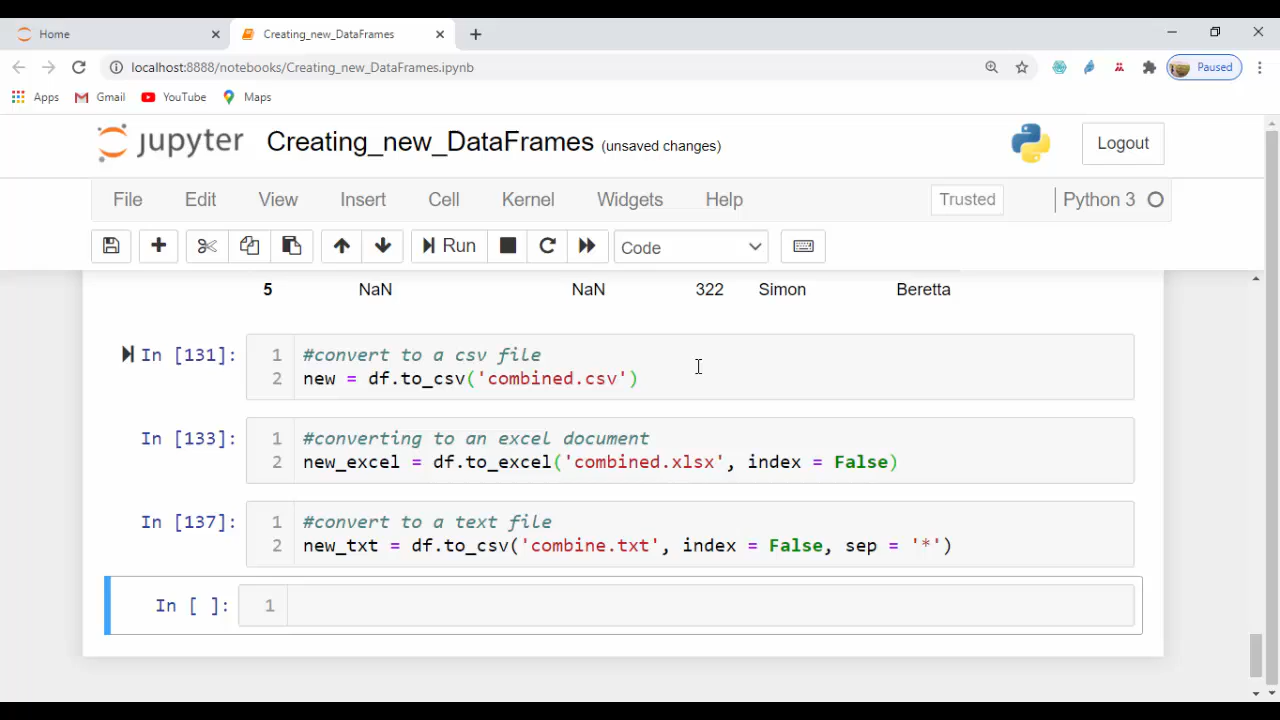 Home
Creating_new_DataFrames
localhost:8888/notebooks/Creating_new_DataFrames.ipynb
Paused
Apps Gmail YouTube Maps
jupyter Creating_new_DataFrames (unsaved changes)
Logout
File Edit View Insert Cell Kernel Widgets Help
Trusted
Python 3
Run
Code
5 NaN NaN 322 Simon Beretta
In [131]: 1 #convert to a csv file
2 new = df.to_csv('combined.csv')
In [133]: 1 #converting to an excel document
2 new_excel = df.to_excel('combined.xlsx', index = False)
In [137]: 1 #convert to a text file
2 new_txt = df.to_csv('combine.txt', index = False, sep = '*')
In [ ]: 1